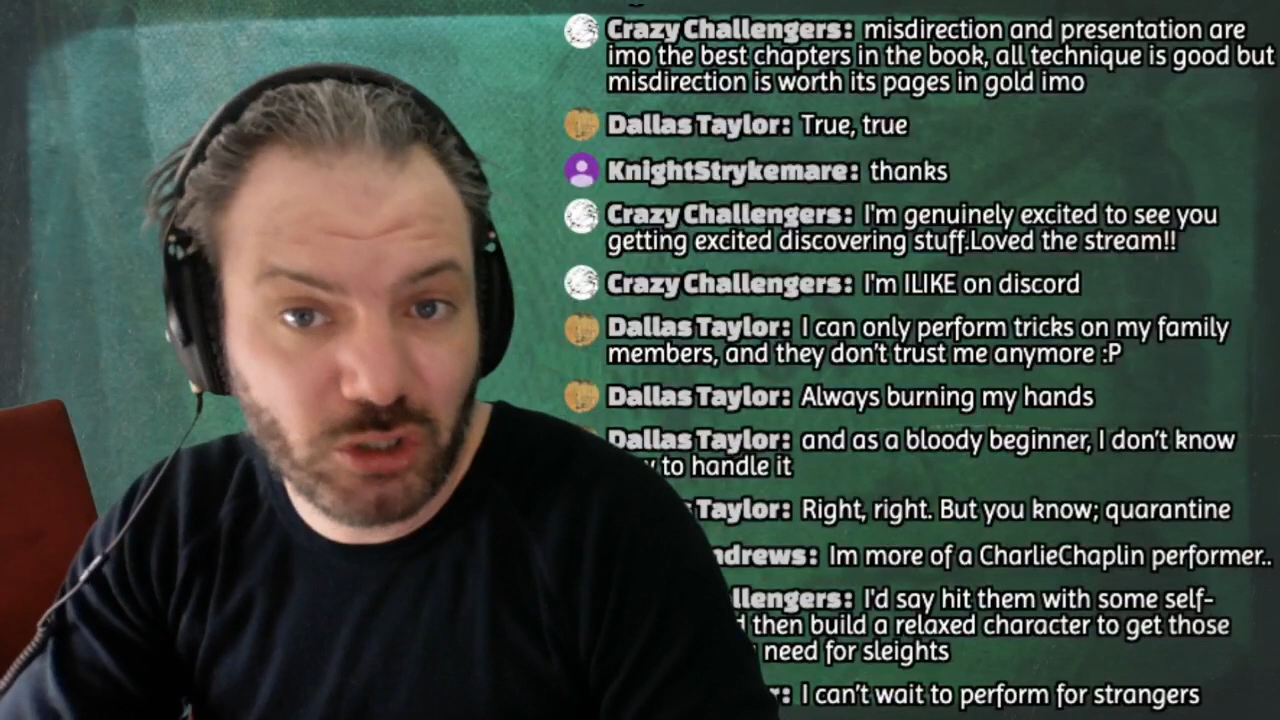 Crazy Challengers: misdirection and presentation are
imo the best chapters in the book, all technique is good but
misdirection is worth its pages in gold imo
Dallas Taylor: True, true
KnightStrykemare: thanks
Crazy Challengers: I'm genuinely excited to see you
getting excited discovering stuff.Loved the stream!!
Crazy Challengers: I'm ILIKE on discord
Dallas Taylor: I can only perform tricks on my family
members, and they don't trust me anymore :P
Dallas Taylor: Always burning my hands
Dallas Taylor: and as a bloody beginner, I don't know
to handle it
Taylor: Right, right. But you know; quarantine
ndrews: Im more of a CharlieChaplin performer..
llengers: I'd say hit them with some self-
then build a relaxed character to get those
need for sleights
I can't wait to perform for strangers